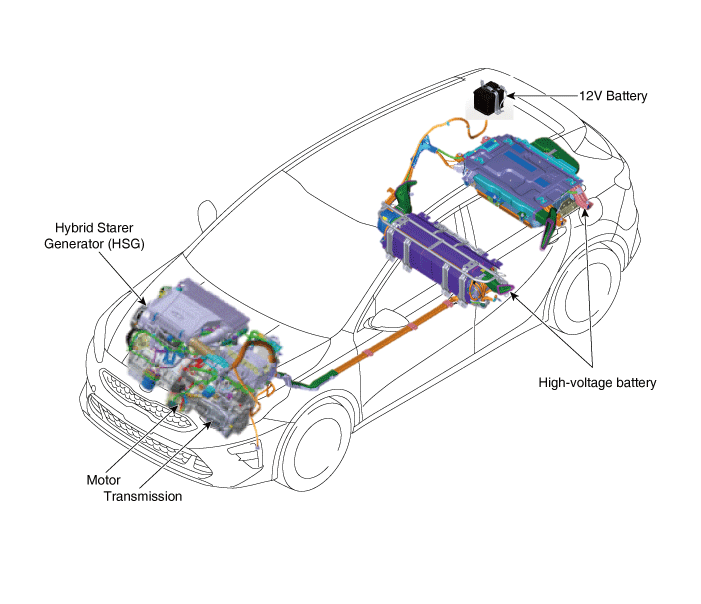 12V Battery
Hybrid Starer
Generator (HSG)
High-voltage battery
Motor
Transmission